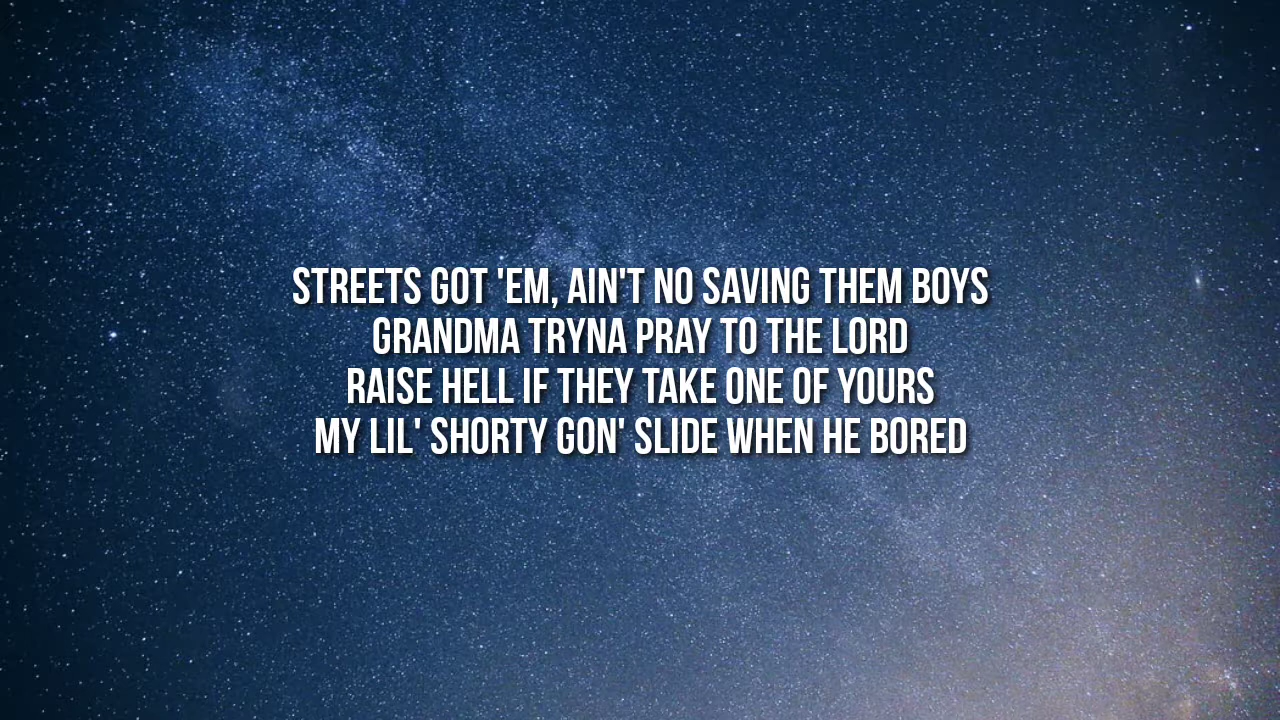 STREETS GOT 'EM, AIN'T NO SAVING THEM BOYS
GRANDMA TRYNA PRAY TO THE LORD
RAISE HELL IF THEY TAKE ONE OF YOURS
MY LIL' SHORTY GON' SLIDE WHEN HE BORED